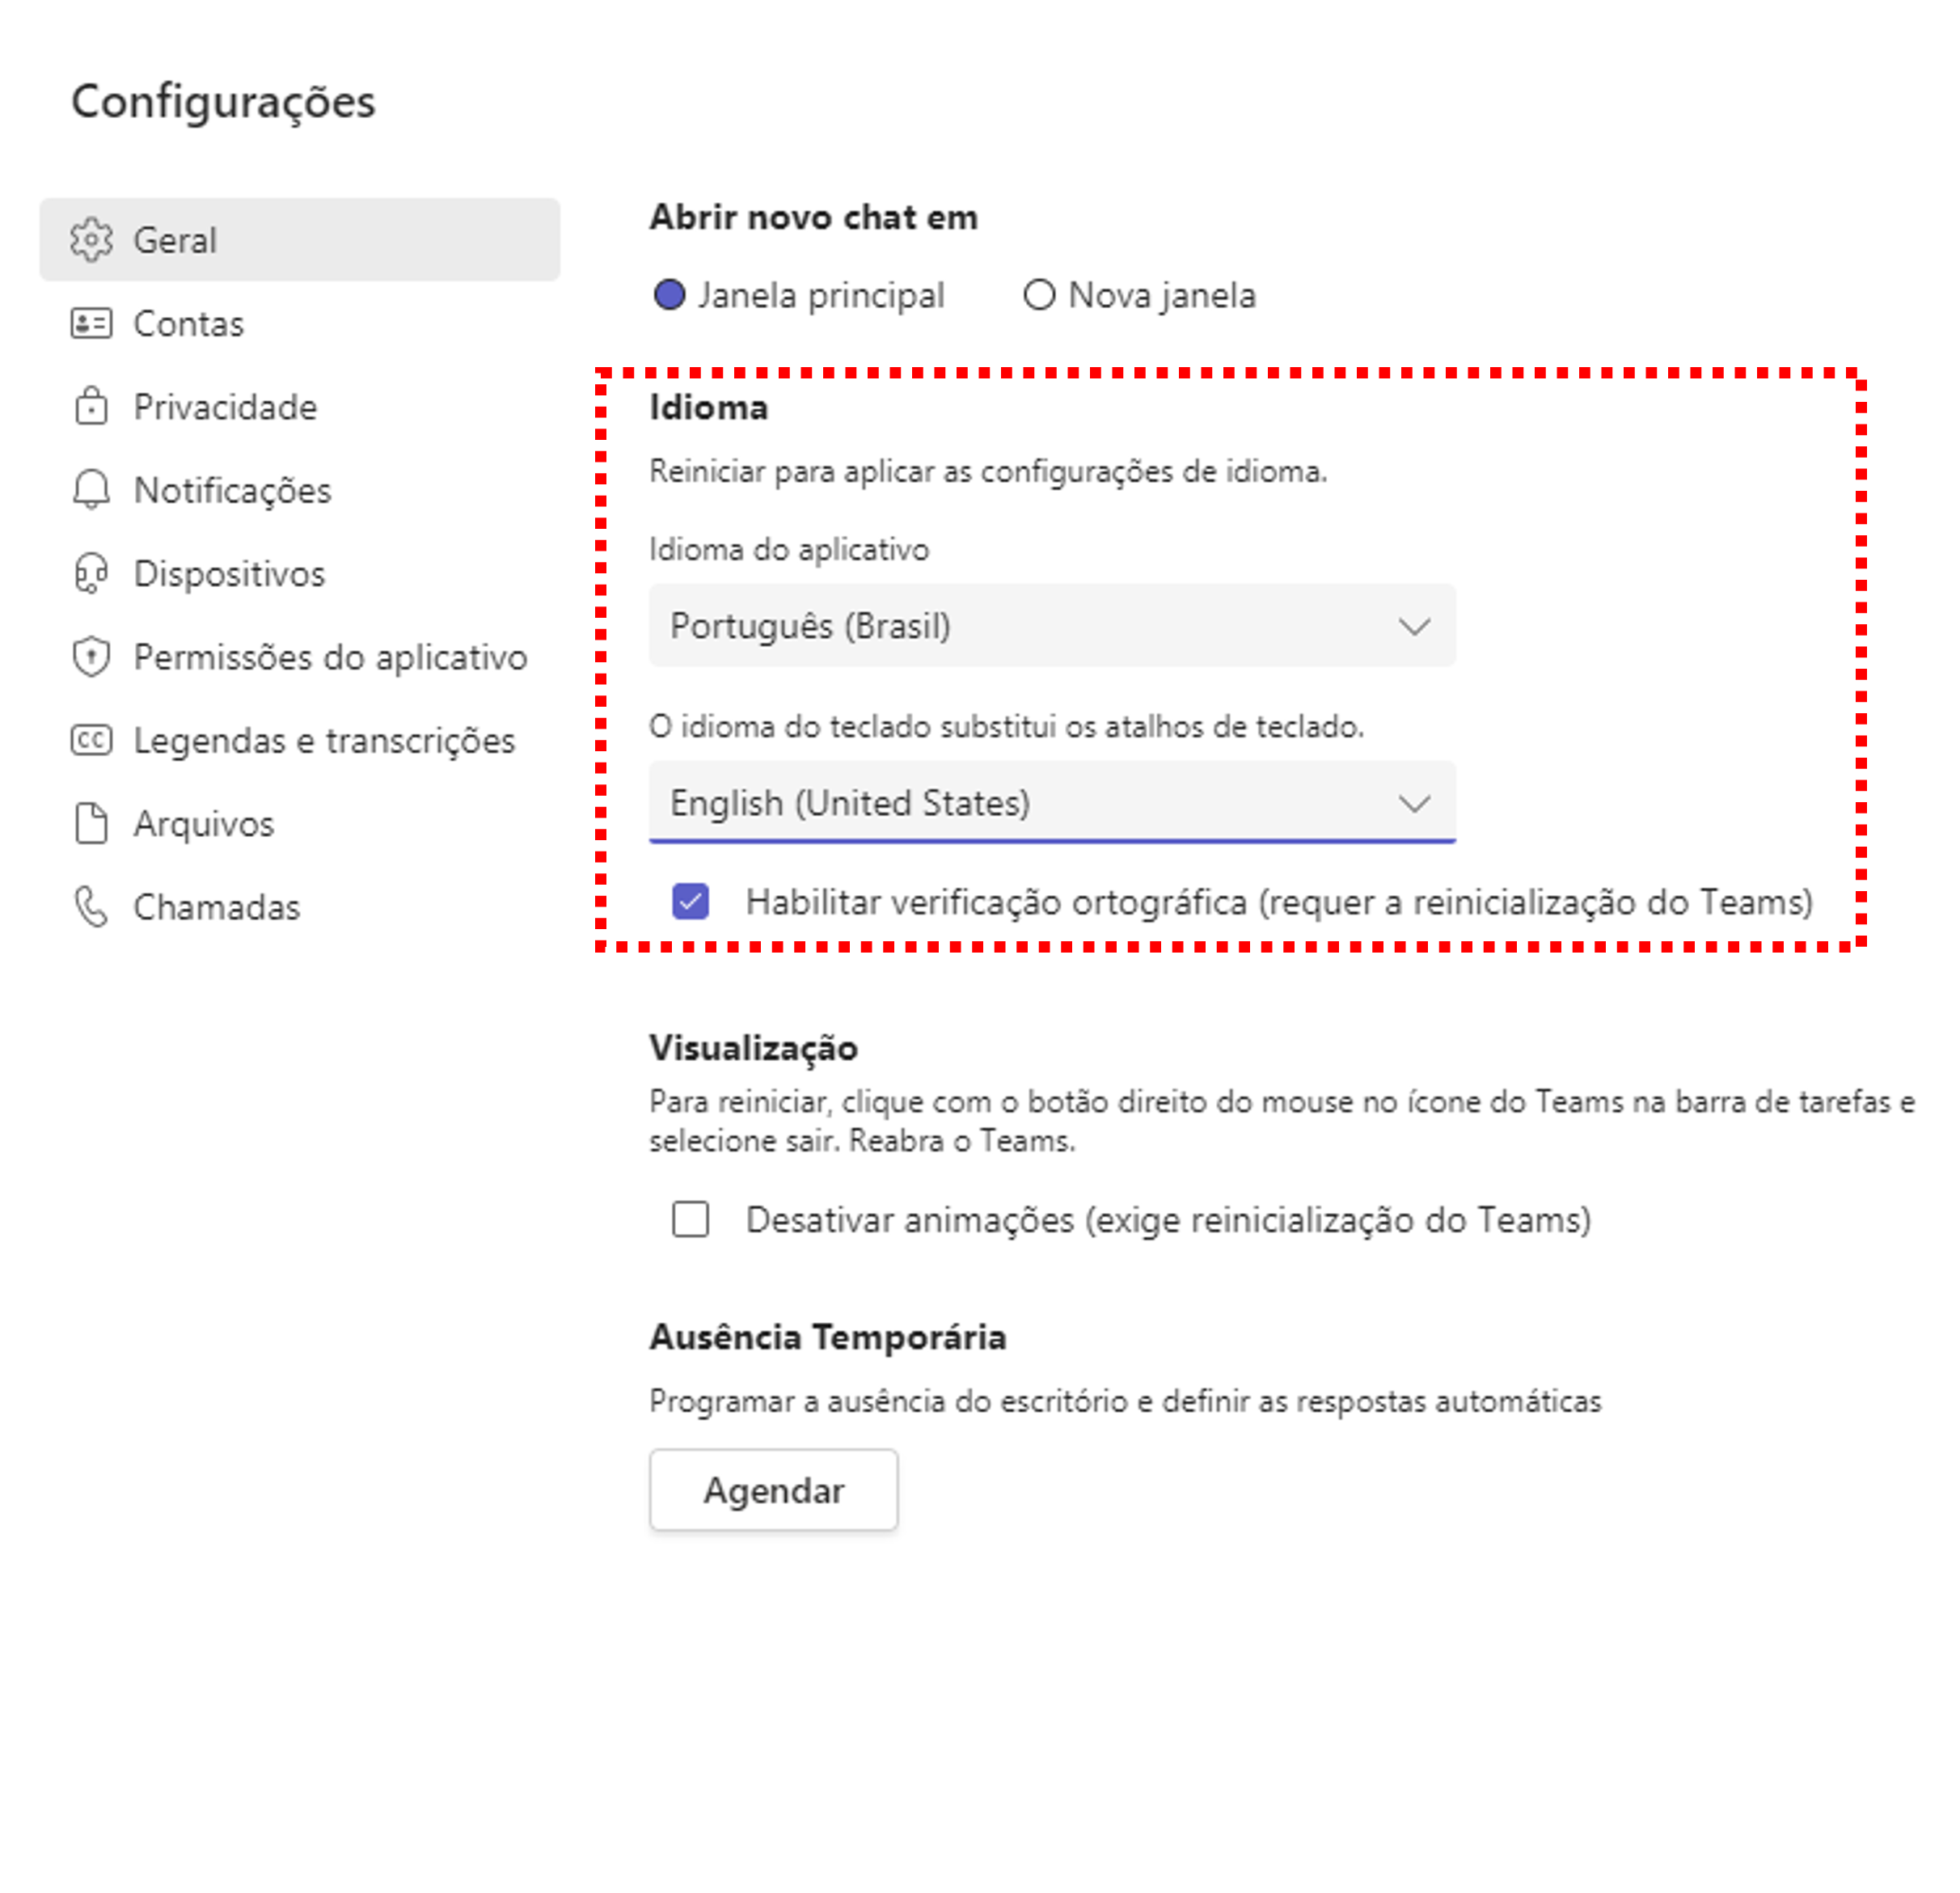 Configurações
Geral
Contas
Privacidade
Notificações
Dispositivos
Permissões do aplicativo
CC Legendas e transcrições
Arquivos
Chamadas
Abrir novo chat em
Janela principal Nova janela
Idioma
Reiniciar para aplicar as configurações de idioma.
Idioma do aplicativo
Português (Brasil)
O idioma do teclado substitui os atalhos de teclado.
English (United States)
Habilitar verificação ortográfica (requer a reinicialização do Teams)
Visualização
Para reiniciar, clique com o botão direito do mouse no ícone do Teams na barra de tarefas e
selecione sair. Reabra o Teams.
Desativar animações (exige reinicialização do Teams)
Ausência Temporária
Programar a ausência do escritório e definir as respostas automáticas
Agendar